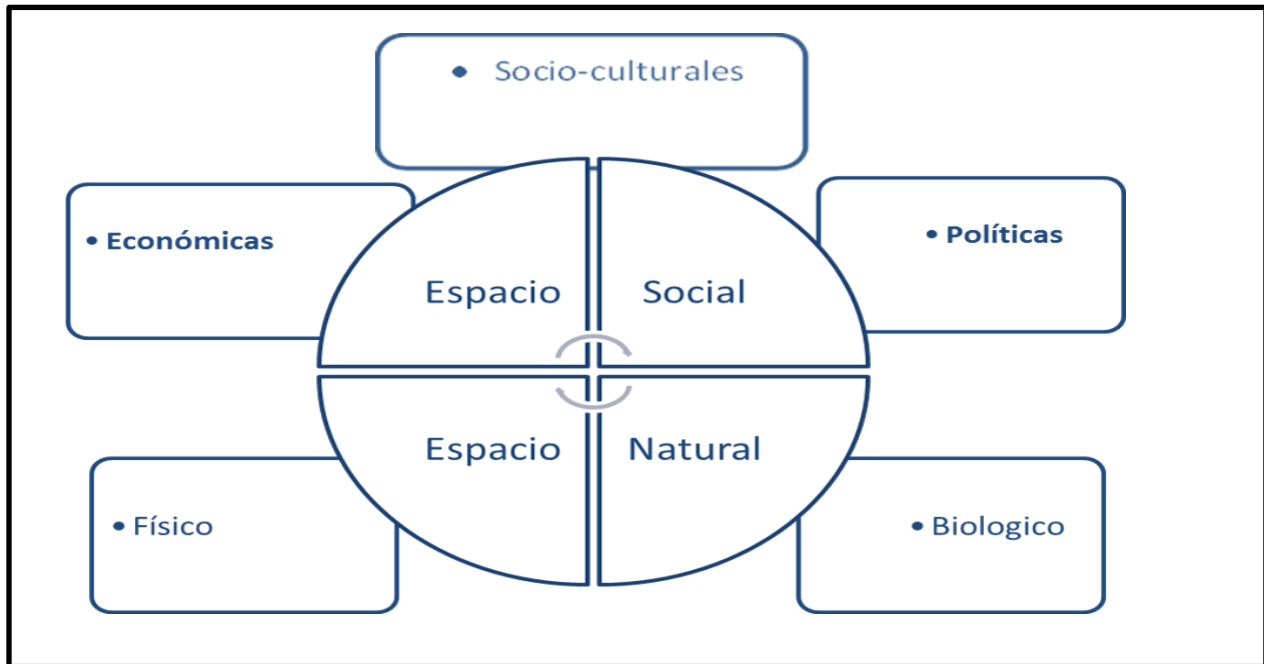 • Socio-culturales
• Económicas
• Políticas
Espacio Social
Espacio Natural
• Físico
• Biologico